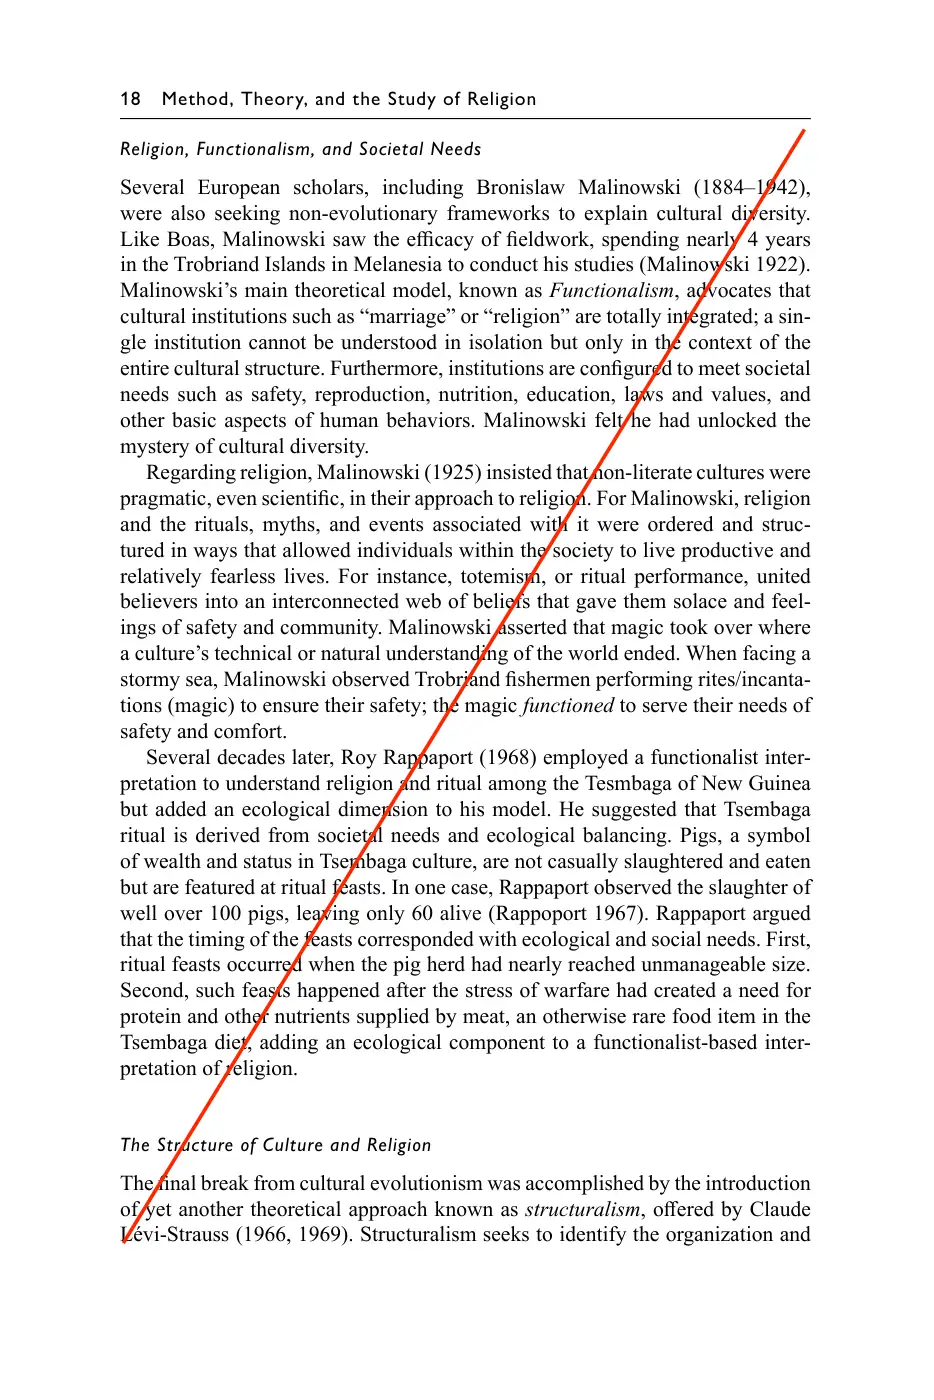 18 Method, Theory, and the Study of Religion
Religion, Functionalism, and Societal Needs
Several European scholars, including Bronislaw Malinowski (1884–1942),
were also seeking non-evolutionary frameworks to explain cultural diversity.
Like Boas, Malinowski saw the efficacy of fieldwork, spending nearly 4 years
in the Trobriand Islands in Melanesia to conduct his studies (Malinowski 1922).
Malinowski’s main theoretical model, known as Functionalism, advocates that
cultural institutions such as “marriage” or “religion” are totally integrated; a sin-
gle institution cannot be understood in isolation but only in the context of the
entire cultural structure. Furthermore, institutions are configured to meet societal
needs such as safety, reproduction, nutrition, education, laws and values, and
other basic aspects of human behaviors. Malinowski felt he had unlocked the
mystery of cultural diversity.
Regarding religion, Malinowski (1925) insisted that non-literate cultures were
pragmatic, even scientific, in their approach to religion. For Malinowski, religion
and the rituals, myths, and events associated with it were ordered and struc-
tured in ways that allowed individuals within the society to live productive and
relatively fearless lives. For instance, totemism, or ritual performance, united
believers into an interconnected web of beliefs that gave them solace and feel-
ings of safety and community. Malinowski asserted that magic took over where
a culture’s technical or natural understanding of the world ended. When facing a
stormy sea, Malinowski observed Trobriand fishermen performing rites/incanta-
tions (magic) to ensure their safety; the magic functioned to serve their needs of
safety and comfort.
Several decades later, Roy Rappaport (1968) employed a functionalist inter-
pretation to understand religion and ritual among the Tesmbaga of New Guinea
but added an ecological dimension to his model. He suggested that Tsembaga
ritual is derived from societal needs and ecological balancing. Pigs, a symbol
of wealth and status in Tsembaga culture, are not casually slaughtered and eaten
but are featured at ritual feasts. In one case, Rappaport observed the slaughter of
well over 100 pigs, leaving only 60 alive (Rappoport 1967). Rappaport argued
that the timing of the feasts corresponded with ecological and social needs. First,
ritual feasts occurred when the pig herd had nearly reached unmanageable size.
Second, such feasts happened after the stress of warfare had created a need for
protein and other nutrients supplied by meat, an otherwise rare food item in the
Tsembaga diet, adding an ecological component to a functionalist-based inter-
pretation of religion.
The Structure of Culture and Religion
The final break from cultural evolutionism was accomplished by the introduction
of yet another theoretical approach known as structuralism, offered by Claude
Lévi-Strauss (1966, 1969). Structuralism seeks to identify the organization and